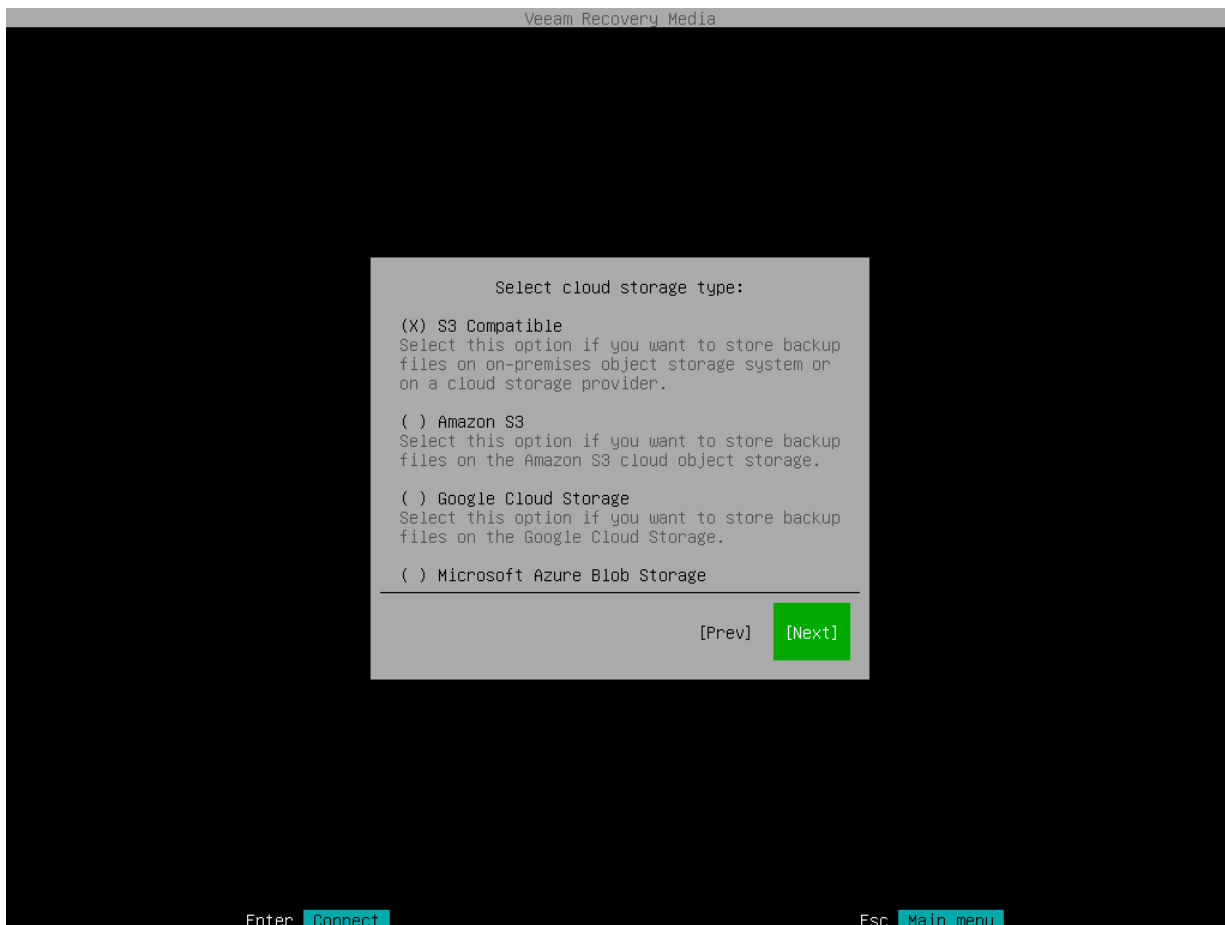 Veeam Recovery Media
Select cloud storage type:
(X) S3 Compatible
Select this option if you want to store backup
files on on-premises object storage system or
on a cloud storage provider.
( ) Amazon S3
Select this option if you want to store backup
files on the Amazon S3 cloud object storage.
( ) Google Cloud Storage
Select this option if you want to store backup
files on the Google Cloud Storage.
( ) Microsoft Azure Blob Storage
[Prev] [Next]
Enter Connect Esc Main menu